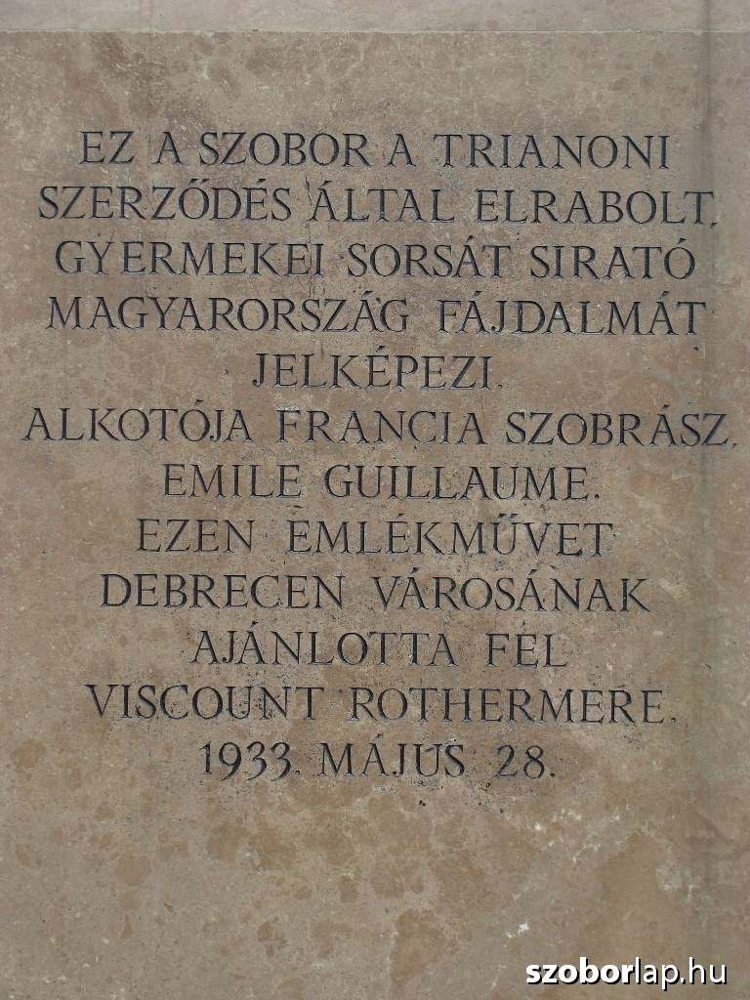 EZ A SZOBOR A TRIANONI
SZERZŐDÉS ÁLTAL ELRABOLT,
GYERMEKEI SORSÁT SIRATÓ
MAGYARORSZÁG FÁJDALMÁT
JELKÉPEZI.
ALKOTÓJA FRANCIA SZOBRÁSZ,
EMILE GUILLAUME.
EZEN EMLÉKMŰVET
DEBRECEN VÁROSÁNAK
AJÁNLOTTA FEL
VISCOUNT ROTHERMERE.
1933. MÁJUS 28.
szoborlap.hu